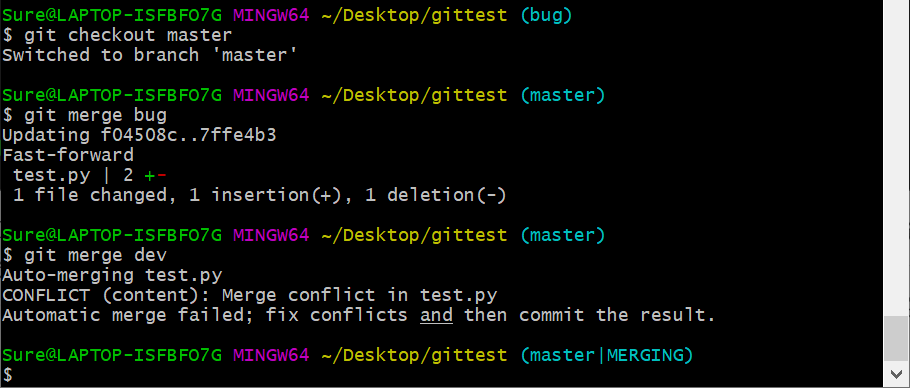 Sure@LAPTOP-ISFBFO7G MINGW64 ~/Desktop/gittest (bug)
$ git checkout master
Switched to branch 'master'
Sure@LAPTOP-ISFBFO7G MINGW64 ~/Desktop/gittest (master)
$ git merge bug
Updating f04508c..7ffe4b3
Fast-forward
 test.py | 2 +-
 1 file changed, 1 insertion(+), 1 deletion(-)
Sure@LAPTOP-ISFBFO7G MINGW64 ~/Desktop/gittest (master)
$ git merge dev
Auto-merging test.py
CONFLICT (content): Merge conflict in test.py
Automatic merge failed; fix conflicts and then commit the result.
Sure@LAPTOP-ISFBFO7G MINGW64 ~/Desktop/gittest (master|MERGING)
$